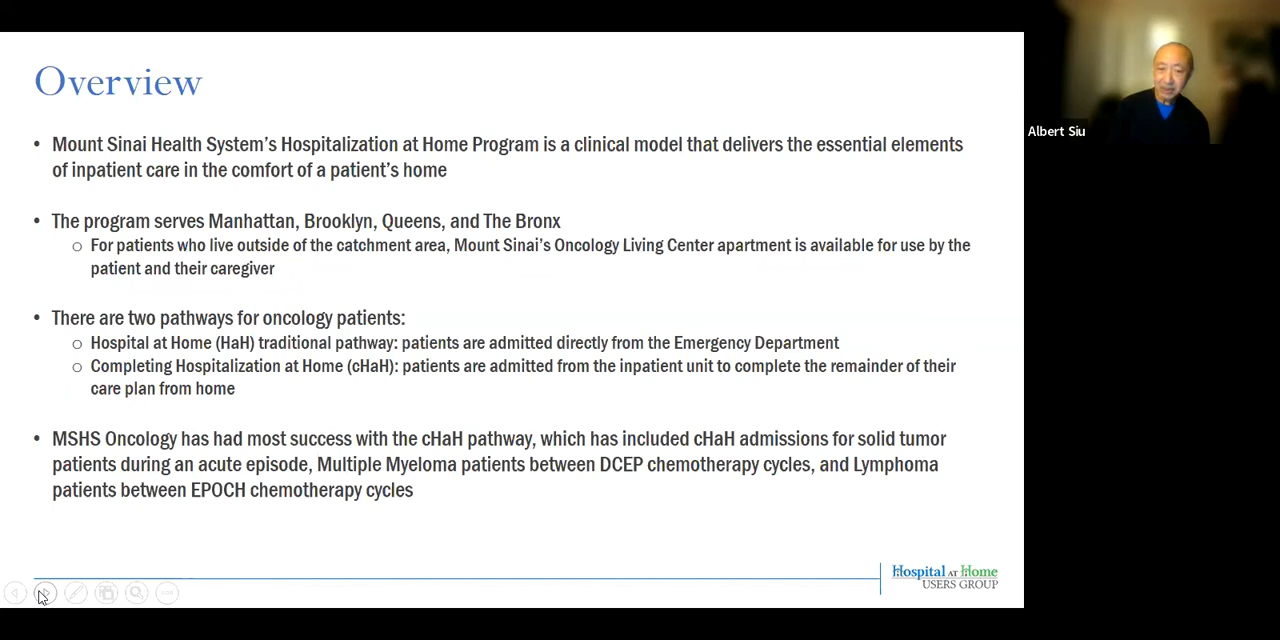 Overview
• Mount Sinai Health System’s Hospitalization at Home Program is a clinical model that delivers the essential elements
of inpatient care in the comfort of a patient’s home
• The program serves Manhattan, Brooklyn, Queens, and The Bronx
○ For patients who live outside of the catchment area, Mount Sinai’s Oncology Living Center apartment is available for use by the
patient and their caregiver
• There are two pathways for oncology patients:
○ Hospital at Home (HaH) traditional pathway: patients are admitted directly from the Emergency Department
○ Completing Hospitalization at Home (cHaH): patients are admitted from the inpatient unit to complete the remainder of their
care plan from home
• MSHS Oncology has had most success with the cHaH pathway, which has included cHaH admissions for solid tumor
patients during an acute episode, Multiple Myeloma patients between DCEP chemotherapy cycles, and Lymphoma
patients between EPOCH chemotherapy cycles
Hospital AT Home
USERS GROUP
Albert Siu